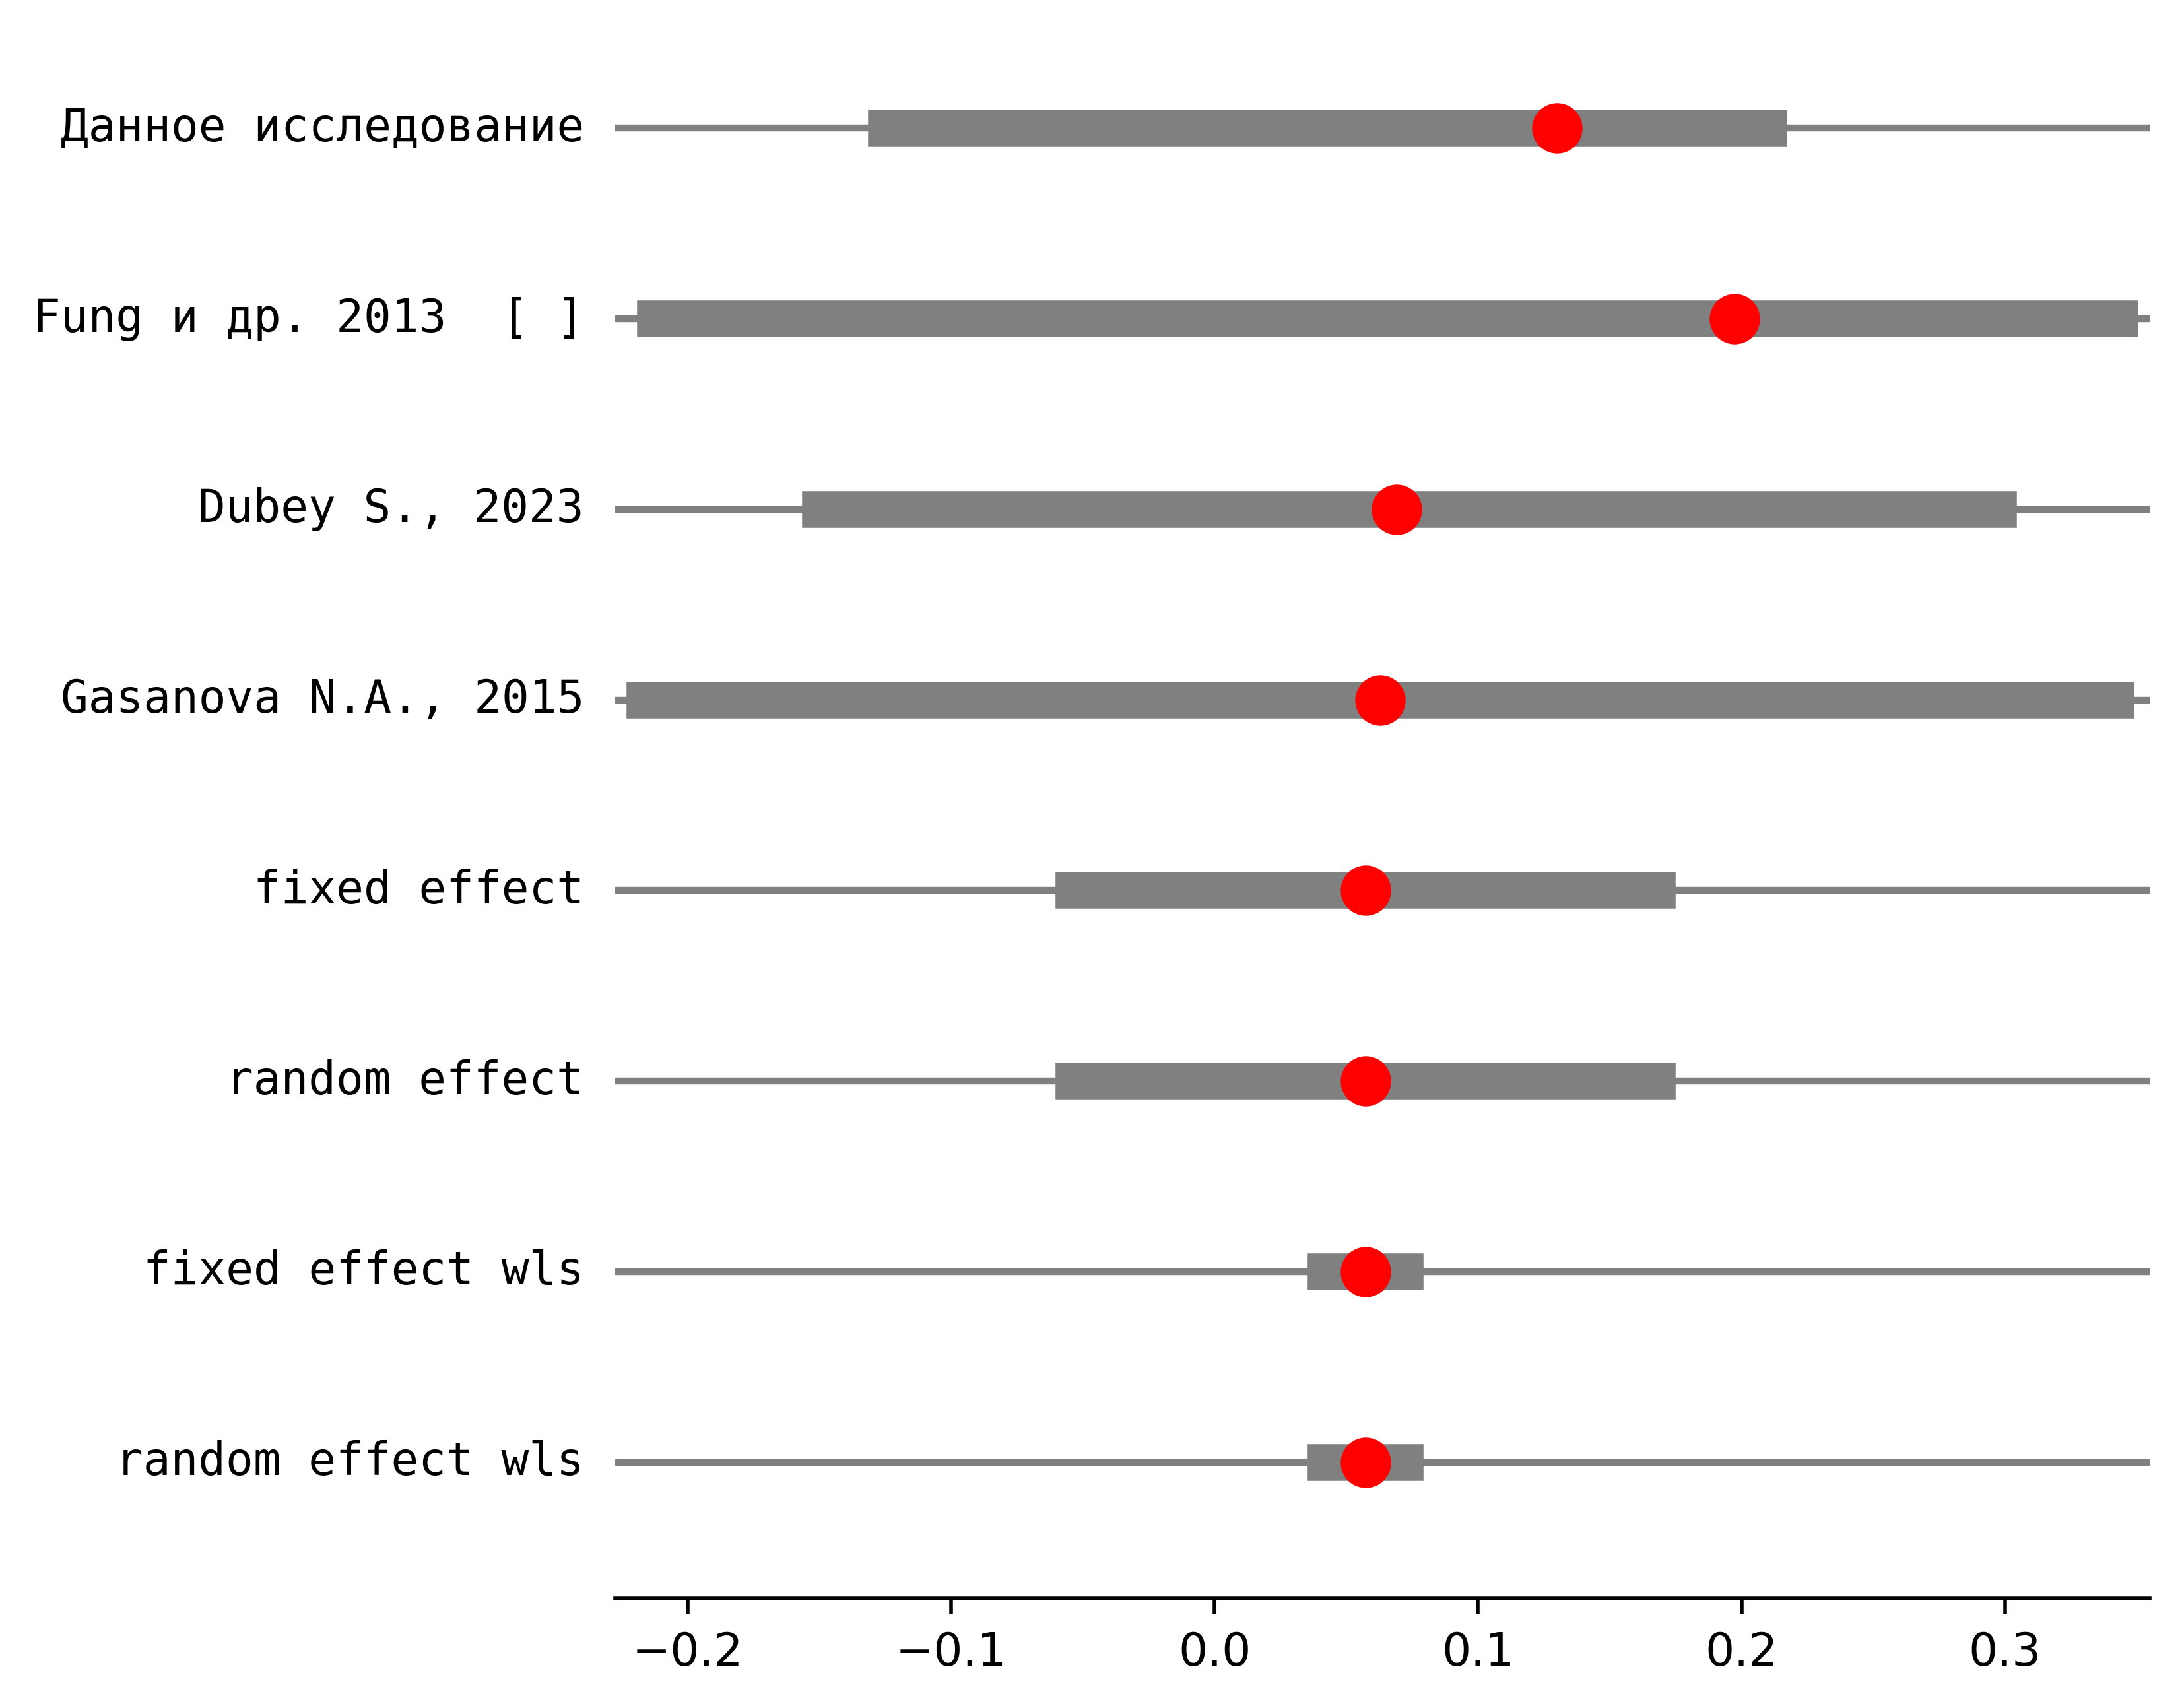 Данное исследование
Fung и др. 2013  [ ]
Dubey S., 2023
Gasanova N.A., 2015
fixed effect
random effect
fixed effect wls
random effect wls
−0.2 −0.1 0.0 0.1 0.2 0.3